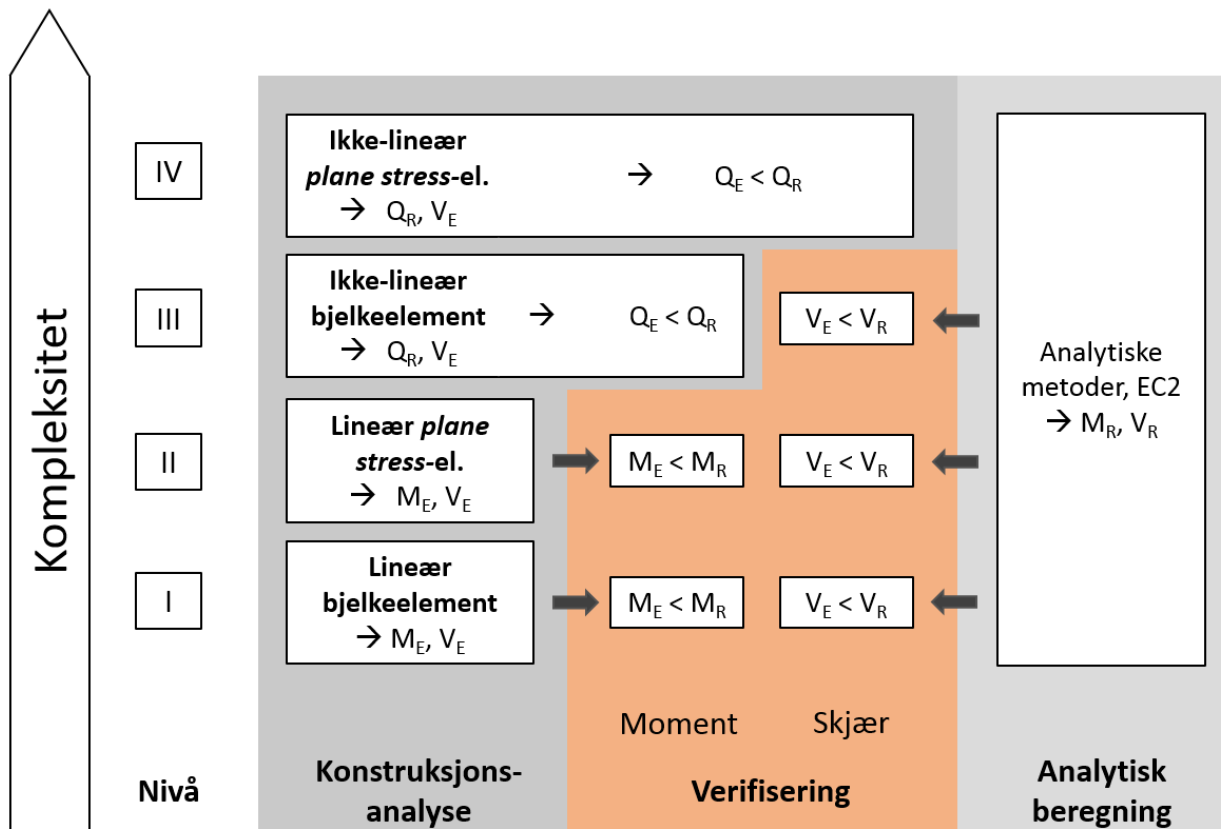 Kompleksitet
IV
Ikke-lineær
plane stress-el.
→ Q_R, V_E
→ Q_E < Q_R
III
Ikke-lineær
bjelkeelement
→ Q_R, V_E
→ Q_E < Q_R
V_E < V_R
Analytiske
metoder, EC2
→ M_R, V_R
II
Lineær plane
stress-el.
→ M_E, V_E
M_E < M_R
V_E < V_R
I
Lineær
bjelkeelement
→ M_E, V_E
M_E < M_R
V_E < V_R
Moment
Skjær
Nivå
Konstruksjons-
analyse
Verifisering
Analytisk
beregning